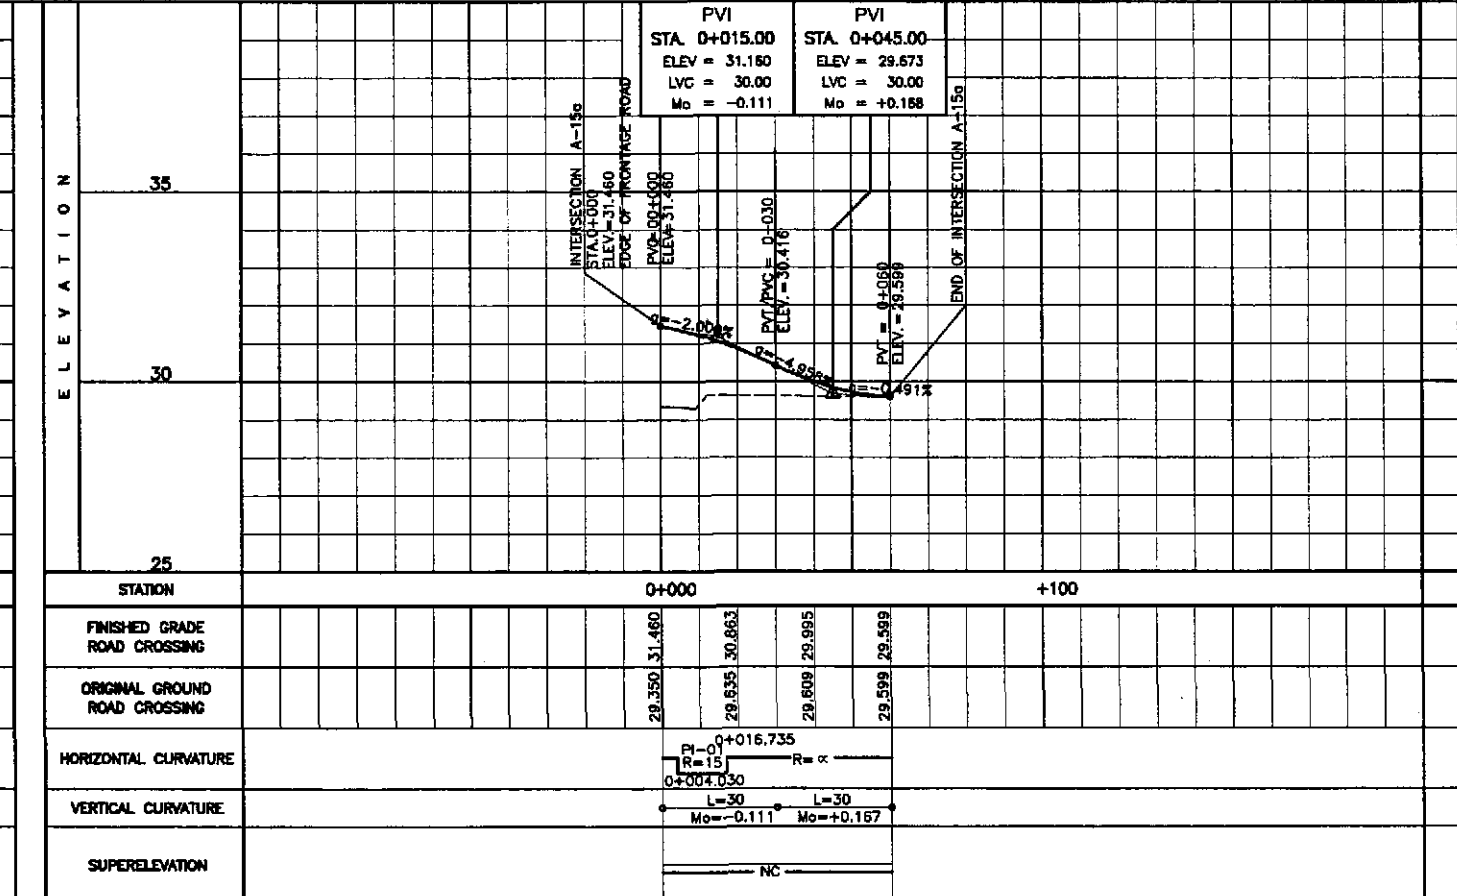 PVI
STA. 0+015.00
ELEV = 31.160
LVC = 30.00
Mo = -0.111
PVI
STA. 0+045.00
ELEV = 29.673
LVC = 30.00
Mo = +0.168
ELEVATION
35
30
25
INTERSECTION A-15a
STA.0+000
ELEV.=31.460
EDGE OF FRONTAGE ROAD
PVC=00+000
ELEV=31.460
PVT/PVC = 0-030
ELEV. = 30.416
PVT = 0+060
ELEV. = 29.599
END OF INTERSECTION A-15a
g=-2.00%
g=-4.958%
g=-0.491%
STATION
0+000
+100
FINISHED GRADE
ROAD CROSSING
31.460
30.863
29.995
29.599
ORIGINAL GROUND
ROAD CROSSING
29.350
29.635
29.609
29.599
HORIZONTAL CURVATURE
0+016.735
PI-01
R=15
R= ∝
0+004.030
VERTICAL CURVATURE
L=30
L=30
Mo=-0.111
Mo=+0.167
SUPERELEVATION
NC